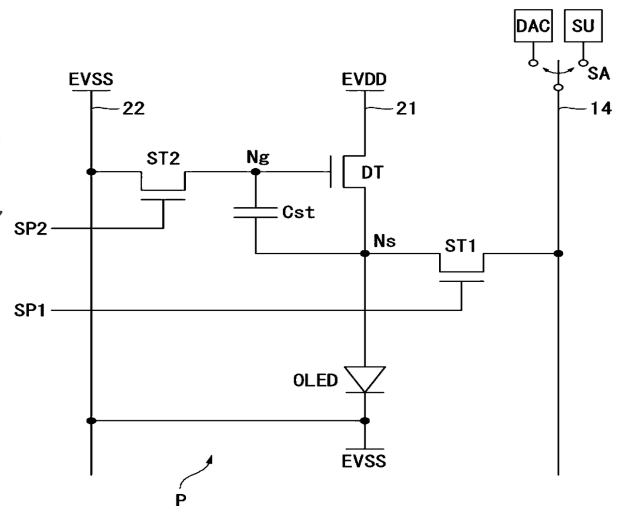 DAC SU
EVSS EVDD SA
22 21 14
ST2 Ng DT
Cst
SP2 Ns ST1
SP1
OLED
EVSS
P